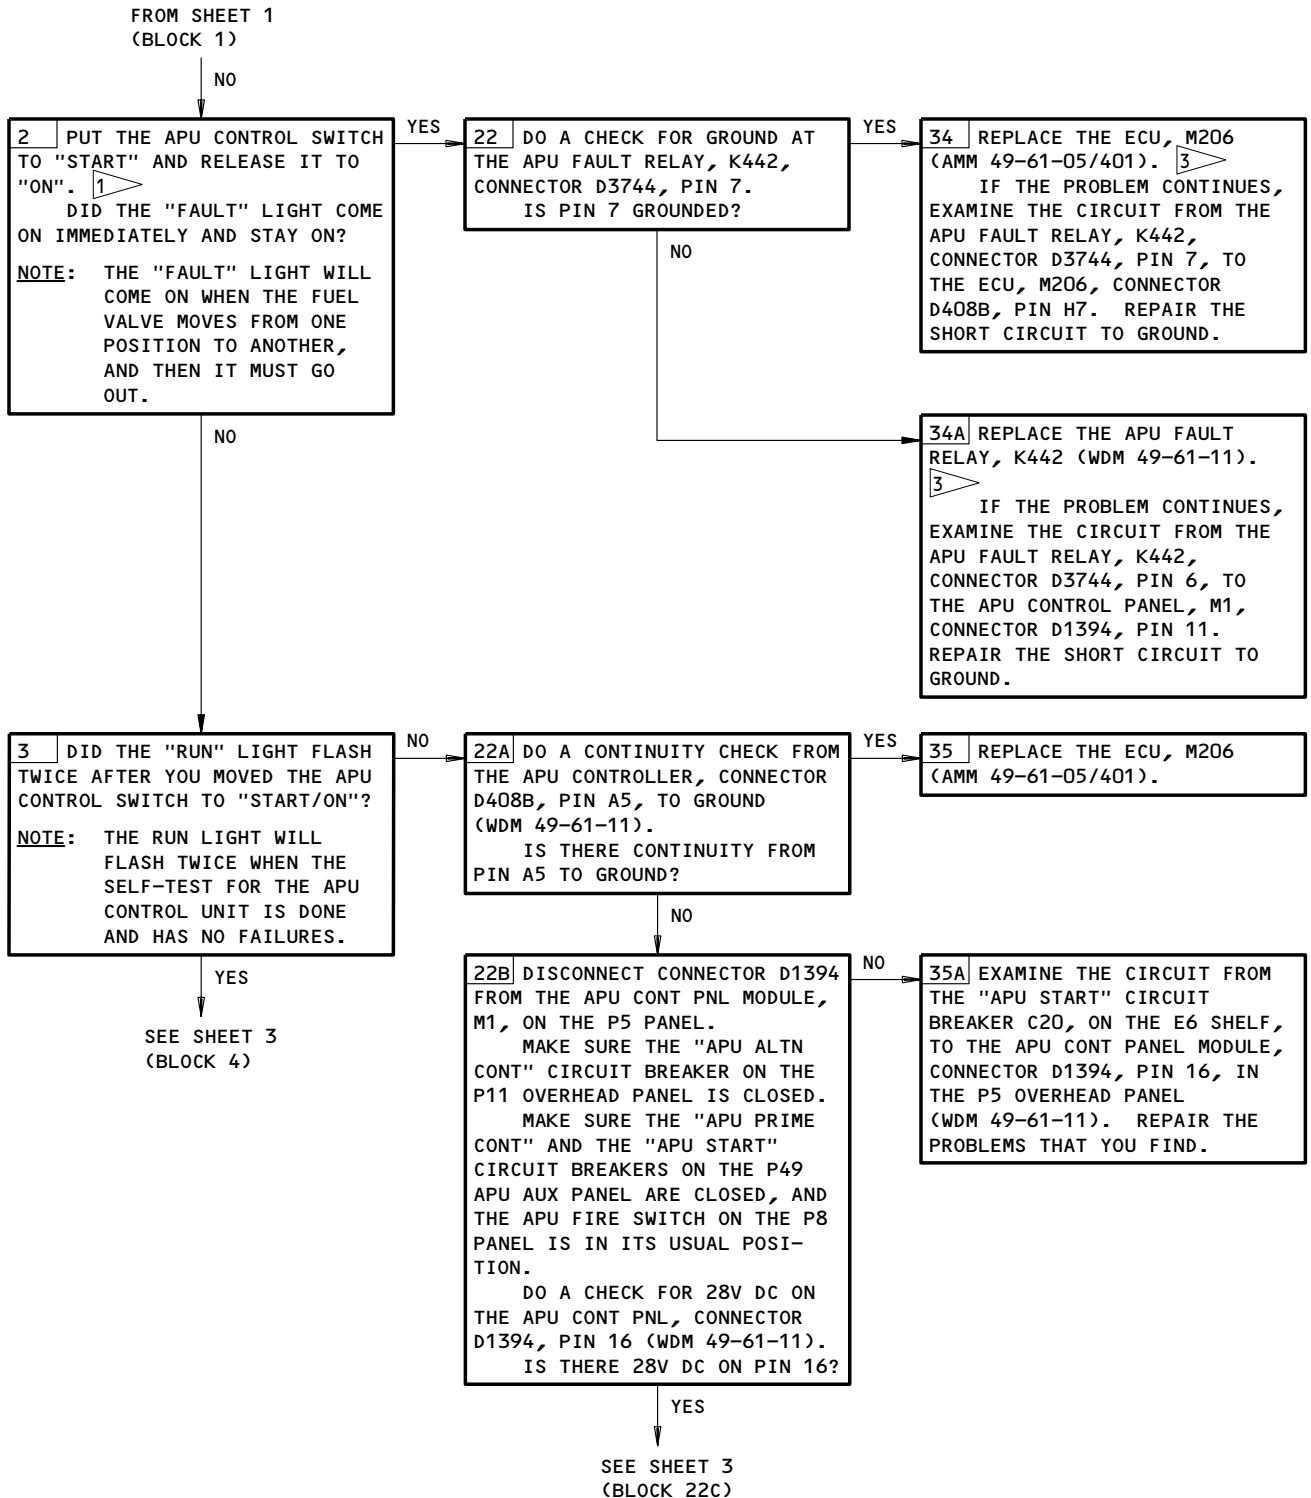 FROM SHEET 1
(BLOCK 1)
NO
2 PUT THE APU CONTROL SWITCH
TO "START" AND RELEASE IT TO
"ON". 1
DID THE "FAULT" LIGHT COME
ON IMMEDIATELY AND STAY ON?
NOTE: THE "FAULT" LIGHT WILL
COME ON WHEN THE FUEL
VALVE MOVES FROM ONE
POSITION TO ANOTHER,
AND THEN IT MUST GO
OUT.
YES
22 DO A CHECK FOR GROUND AT
THE APU FAULT RELAY, K442,
CONNECTOR D3744, PIN 7.
IS PIN 7 GROUNDED?
YES
34 REPLACE THE ECU, M206
(AMM 49-61-05/401). 3
IF THE PROBLEM CONTINUES,
EXAMINE THE CIRCUIT FROM THE
APU FAULT RELAY, K442,
CONNECTOR D3744, PIN 7, TO
THE ECU, M206, CONNECTOR
D408B, PIN H7. REPAIR THE
SHORT CIRCUIT TO GROUND.
NO
34A REPLACE THE APU FAULT
RELAY, K442 (WDM 49-61-11).
3
IF THE PROBLEM CONTINUES,
EXAMINE THE CIRCUIT FROM THE
APU FAULT RELAY, K442,
CONNECTOR D3744, PIN 6, TO
THE APU CONTROL PANEL, M1,
CONNECTOR D1394, PIN 11.
REPAIR THE SHORT CIRCUIT TO
GROUND.
NO
3 DID THE "RUN" LIGHT FLASH
TWICE AFTER YOU MOVED THE APU
CONTROL SWITCH TO "START/ON"?
NOTE: THE RUN LIGHT WILL
FLASH TWICE WHEN THE
SELF-TEST FOR THE APU
CONTROL UNIT IS DONE
AND HAS NO FAILURES.
NO
22A DO A CONTINUITY CHECK FROM
THE APU CONTROLLER, CONNECTOR
D408B, PIN A5, TO GROUND
(WDM 49-61-11).
IS THERE CONTINUITY FROM
PIN A5 TO GROUND?
YES
35 REPLACE THE ECU, M206
(AMM 49-61-05/401).
NO
YES
SEE SHEET 3
(BLOCK 4)
22B DISCONNECT CONNECTOR D1394
FROM THE APU CONT PNL MODULE,
M1, ON THE P5 PANEL.
MAKE SURE THE "APU ALTN
CONT" CIRCUIT BREAKER ON THE
P11 OVERHEAD PANEL IS CLOSED.
MAKE SURE THE "APU PRIME
CONT" AND THE "APU START"
CIRCUIT BREAKERS ON THE P49
APU AUX PANEL ARE CLOSED, AND
THE APU FIRE SWITCH ON THE P8
PANEL IS IN ITS USUAL POSI-
TION.
DO A CHECK FOR 28V DC ON
THE APU CONT PNL, CONNECTOR
D1394, PIN 16 (WDM 49-61-11).
IS THERE 28V DC ON PIN 16?
NO
35A EXAMINE THE CIRCUIT FROM
THE "APU START" CIRCUIT
BREAKER C20, ON THE E6 SHELF,
TO THE APU CONT PANEL MODULE,
CONNECTOR D1394, PIN 16, IN
THE P5 OVERHEAD PANEL
(WDM 49-61-11). REPAIR THE
PROBLEMS THAT YOU FIND.
YES
SEE SHEET 3
(BLOCK 22C)